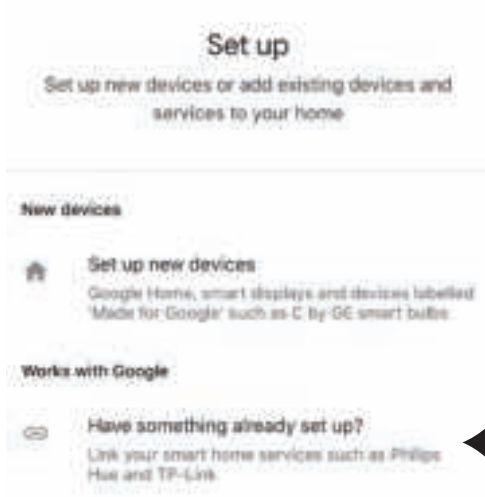 Set up
Set up new devices or add existing devices and
services to your home
New devices
Set up new devices
Google Home, smart displays and devices labelled
'Made for Google' such as C by GE smart bulbs
Works with Google
Have something already set up?
Link your smart home services such as Philips
Hue and TP-Link